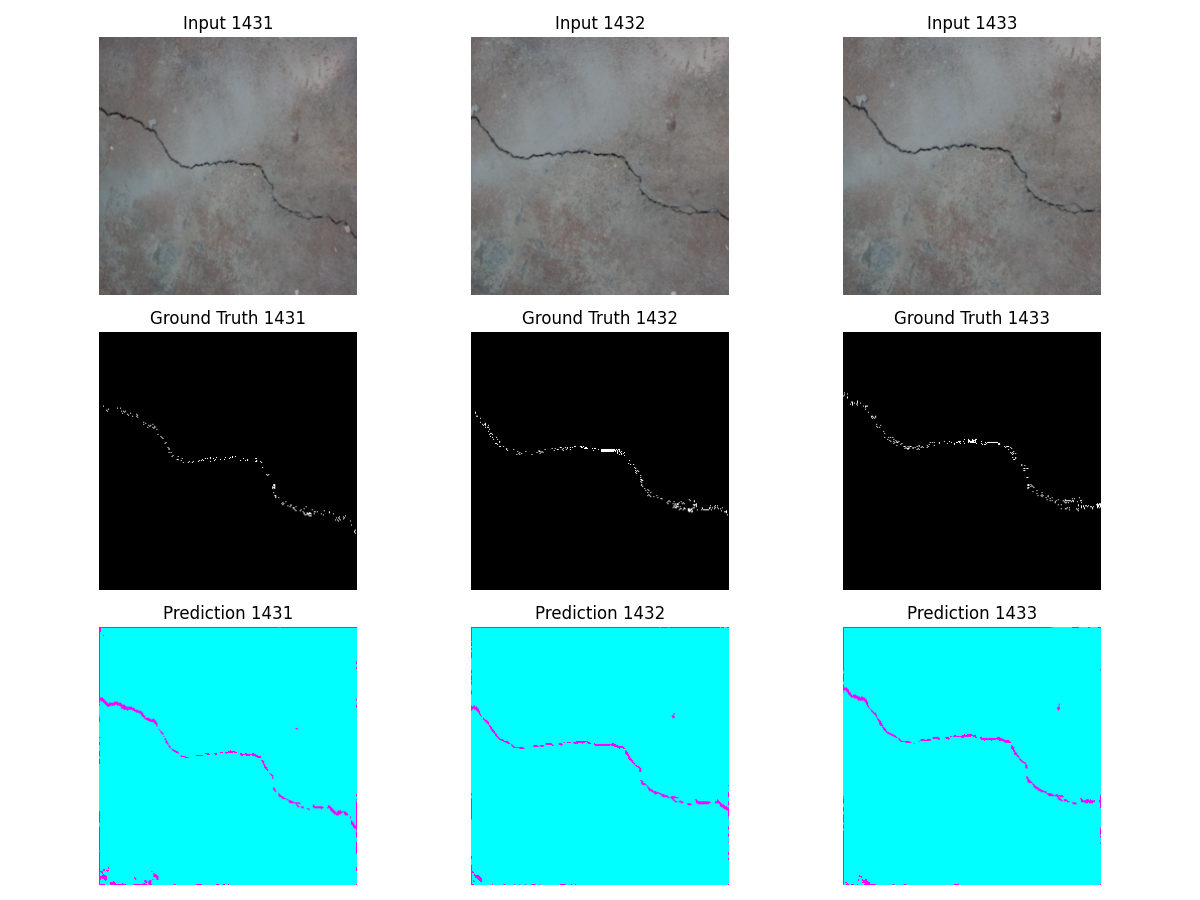 Input 1431
Input 1432
Input 1433
Ground Truth 1431
Ground Truth 1432
Ground Truth 1433
Prediction 1431
Prediction 1432
Prediction 1433